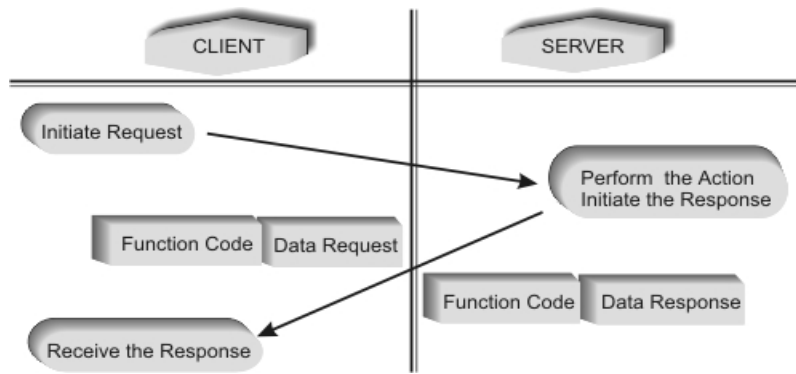 CLIENT
SERVER
Initiate Request
Perform the Action
Initiate the Response
Function Code
Data Request
Function Code
Data Response
Receive the Response